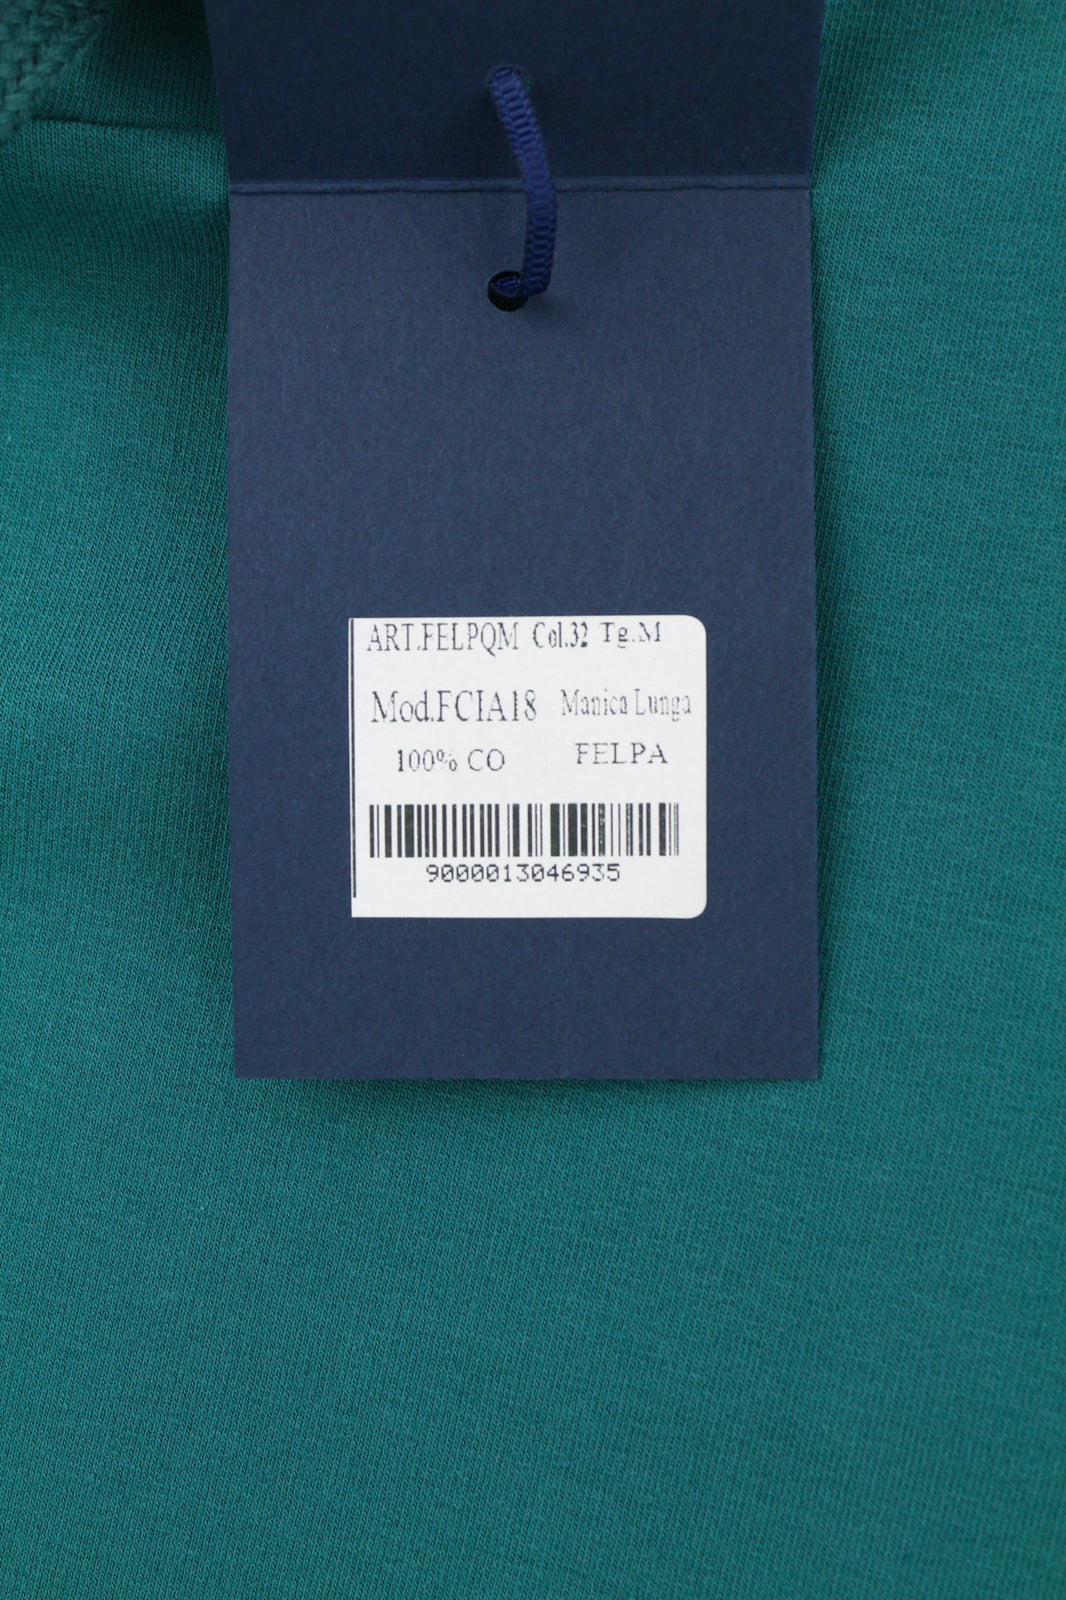 ART.FELPQM Col.32 Tg.M
Mod.FCIA18 Manica Lunga
100% CO FELPA
9000013046935